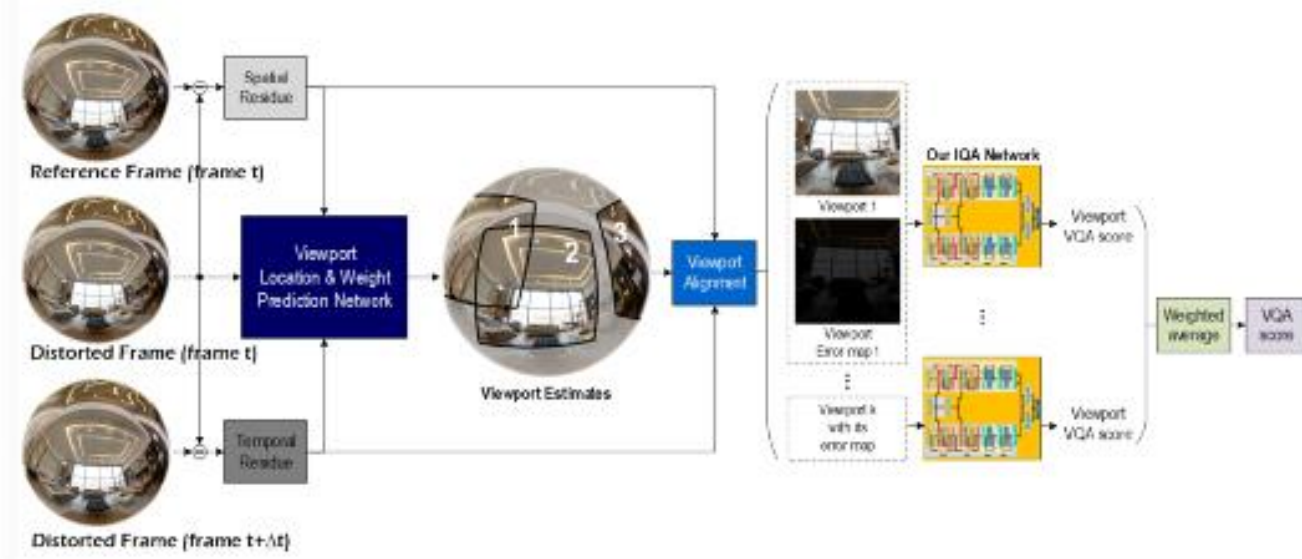 Spatial
Residue
Reference Frame (frame t)
Distorted Frame (frame t)
Temporal
Residue
Distorted Frame (frame t+Δt)
Viewport
Location & Weight
Prediction Network
1
2
3
Viewport Estimates
Viewport
Alignment
Viewport 1
Viewport
Error map 1
Viewport k
with its
error map
Our IQA Network
Viewport
VQA score
Viewport
VQA score
Weighted
average
VQA
score